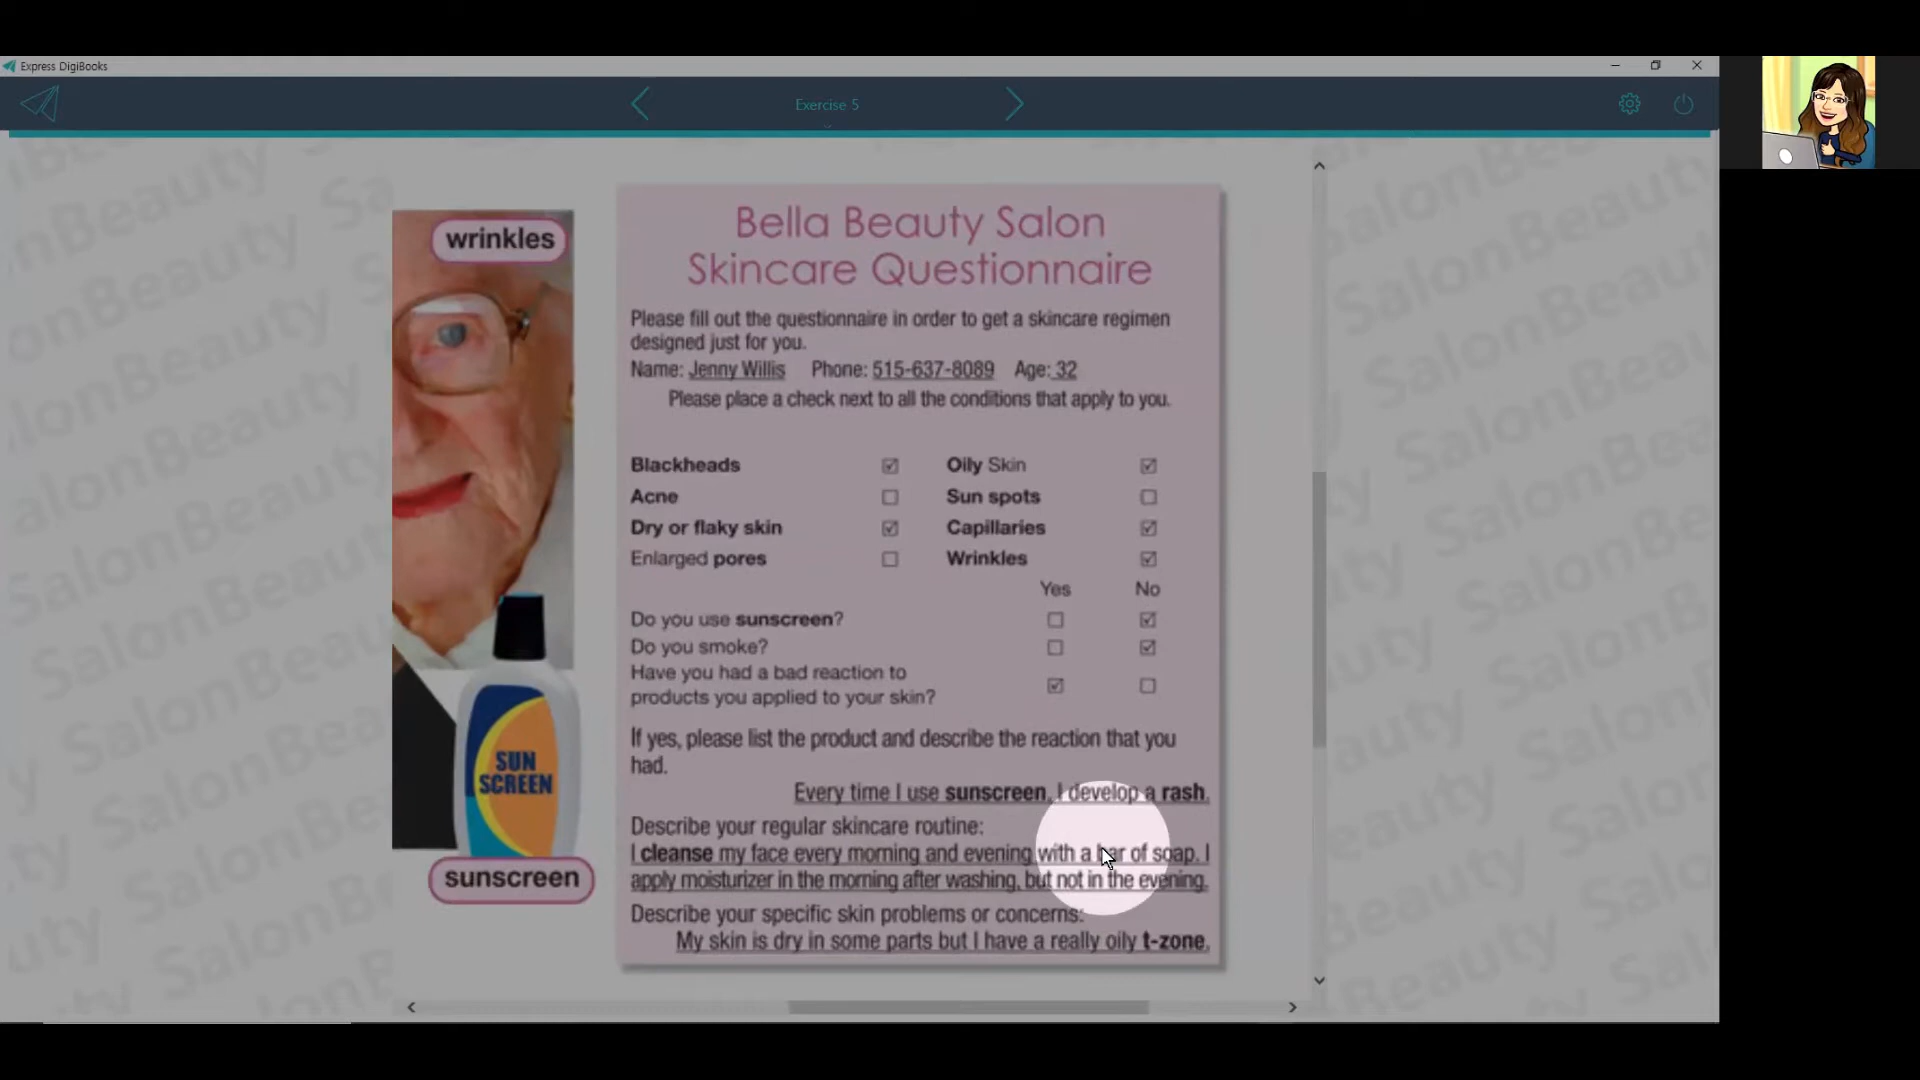 Express DigiBooks
Exercise 5
wrinkles
Bella Beauty Salon
Skincare Questionnaire
Please fill out the questionnaire in order to get a skincare regimen
designed just for you.
Name: Jenny Willis Phone: 515-637-8089 Age: 32
Please place a check next to all the conditions that apply to you.
Blackheads ☑ Oily Skin ☑
Acne ☐ Sun spots ☐
Dry or flaky skin ☑ Capillaries ☑
Enlarged pores ☐ Wrinkles ☑
Yes No
Do you use sunscreen? ☐ ☑
Do you smoke? ☐ ☑
Have you had a bad reaction to
products you applied to your skin? ☑ ☐
If yes, please list the product and describe the reaction that you
had.
Every time I use sunscreen, I develop a rash.
Describe your regular skincare routine:
I cleanse my face every morning and evening with a bar of soap. I
apply moisturizer in the morning after washing, but not in the evening.
Describe your specific skin problems or concerns:
My skin is dry in some parts but I have a really oily t-zone.
SUN
SCREEN
sunscreen